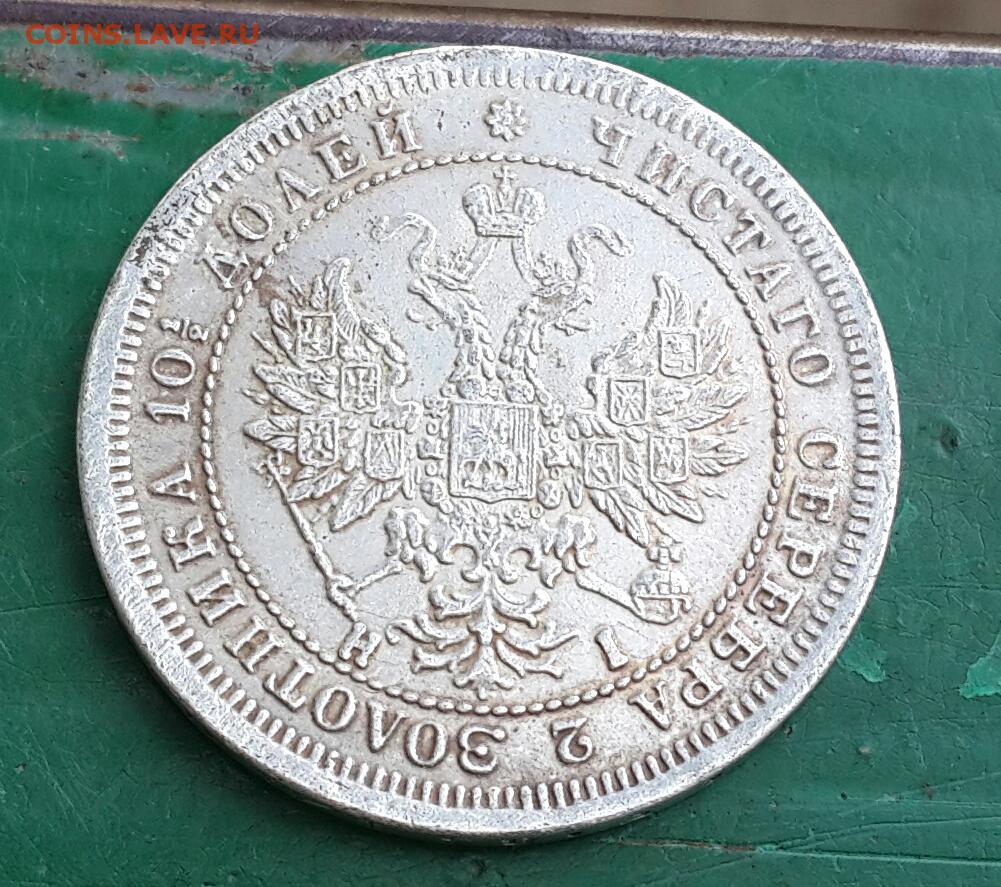 COINS.LAVE.RU
ЧИСТАГО СЕРЕБРА 2 ЗОЛОТНИКА 10½ ДОЛЕЙ
Н I